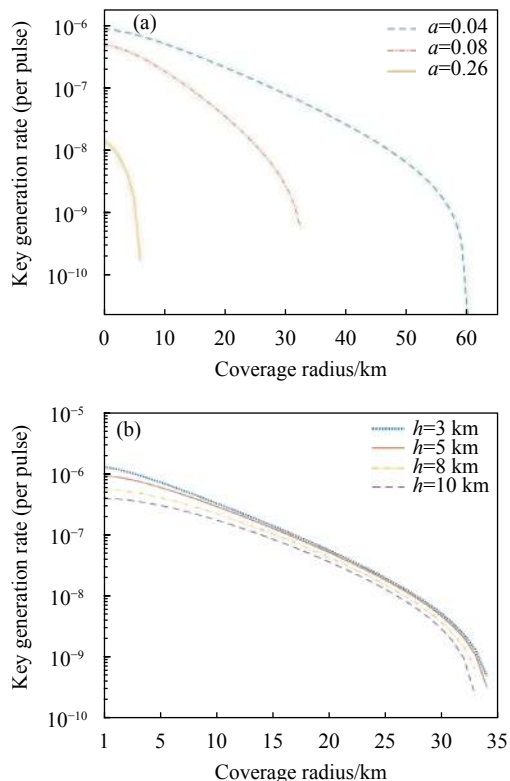 (a)
a=0.04
a=0.08
a=0.26
Key generation rate (per pulse)
10⁻⁶
10⁻⁷
10⁻⁸
10⁻⁹
10⁻¹⁰
0 10 20 30 40 50 60
Coverage radius/km
(b)
h=3 km
h=5 km
h=8 km
h=10 km
Key generation rate (per pulse)
10⁻⁵
10⁻⁶
10⁻⁷
10⁻⁸
10⁻⁹
10⁻¹⁰
1 5 10 15 20 25 30 35
Coverage radius/km